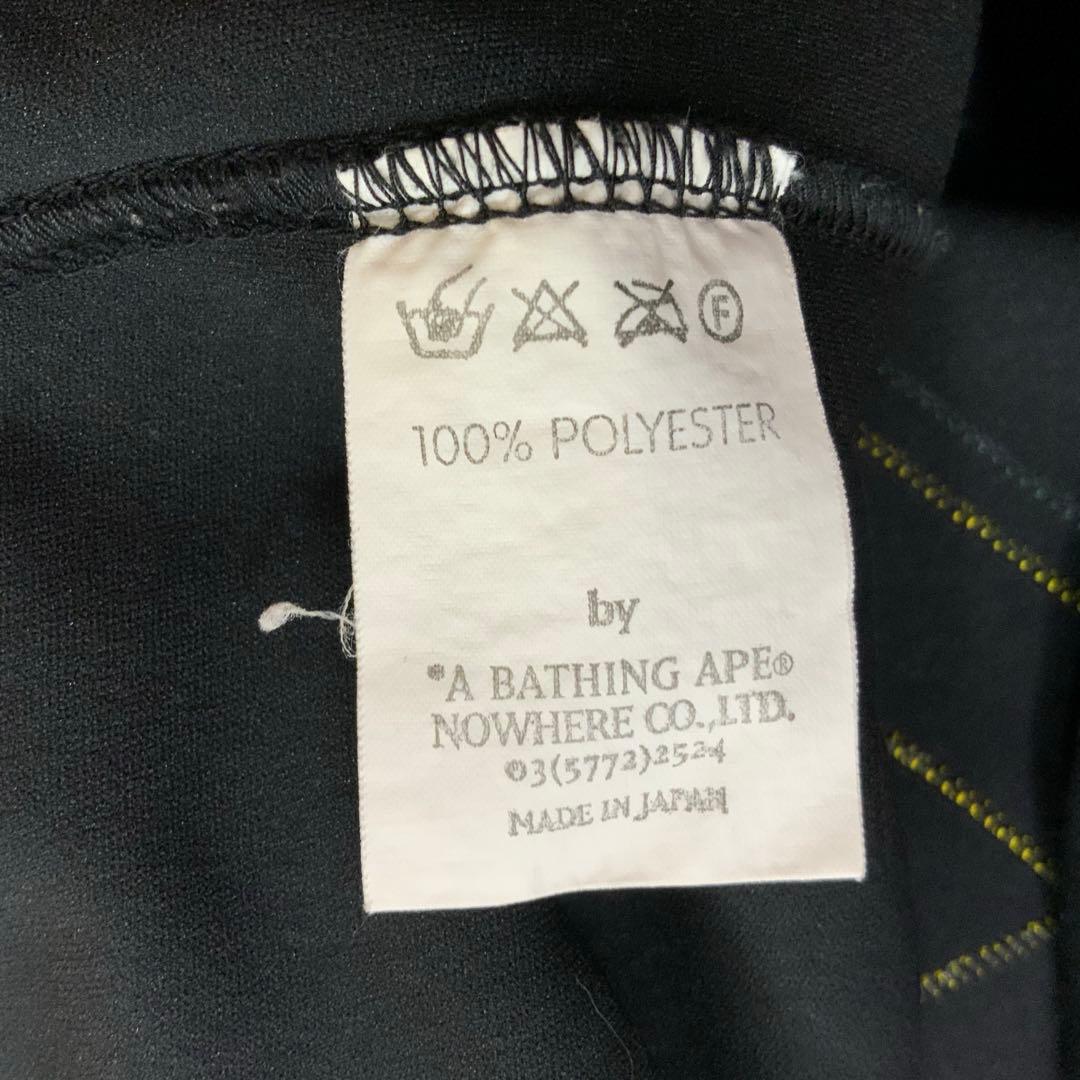 F
100% POLYESTER
by
*A BATHING APE®
NOWHERE CO.,LTD.
03(5772)2524
MADE IN JAPAN